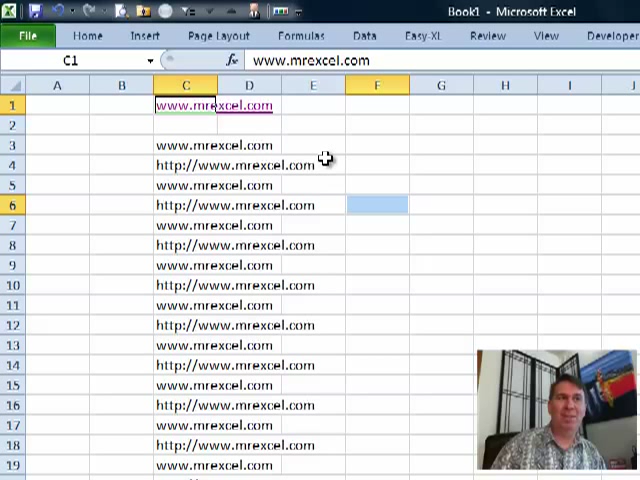 Book1 - Microsoft Excel
File Home Insert Page Layout Formulas Data Easy-XL Review View Developer
C1 fx www.mrexcel.com
A B C D E F G H I J
1 www.mrexcel.com
2
3 www.mrexcel.com
4 http://www.mrexcel.com
5 www.mrexcel.com
6 http://www.mrexcel.com
7 www.mrexcel.com
8 http://www.mrexcel.com
9 www.mrexcel.com
10 http://www.mrexcel.com
11 www.mrexcel.com
12 http://www.mrexcel.com
13 www.mrexcel.com
14 http://www.mrexcel.com
15 www.mrexcel.com
16 http://www.mrexcel.com
17 www.mrexcel.com
18 http://www.mrexcel.com
19 www.mrexcel.com